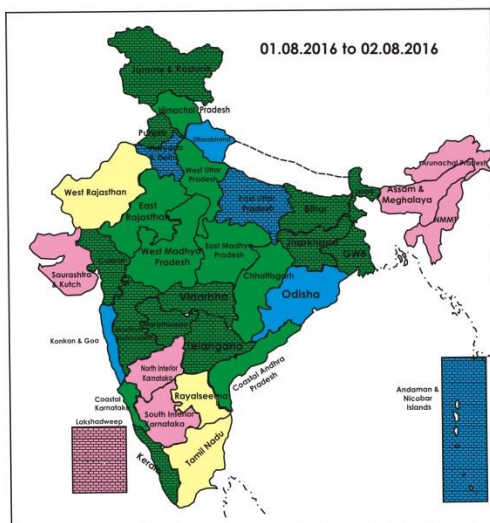 01.08.2016 to 02.08.2016
Jammu & Kashmir
Himachal Pradesh
Punjab
Uttarakhand
Haryana
Delhi
West Uttar
Pradesh
West Rajasthan
East
Rajasthan
East Uttar
Pradesh
Arunachal Pradesh
Assam &
Meghalaya
NMMT
Bihar
Jharkhand
GWB
West Madhya
Pradesh
East Madhya
Pradesh
Gujarat
Saurashtra
& Kutch
Chhattisgarh
Odisha
Vidarbha
Konkan & Goa
Telangana
North Interior
Karnataka
Coastal Andhra
Pradesh
Rayalseema
Coastal
Karnataka
South Interior
Karnataka
Andaman &
Nicobar
Islands
Lakshadweep
Kerala
Tamil Nadu